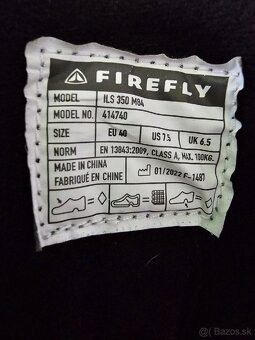 FIREFLY
MODEL ILS 350 M84
MODEL NO. 414740
SIZE EU 40 US 7.5 UK 6.5
NORM EN 13843:2009, CLASS A, MAX. 100KG.
MADE IN CHINA
FABRIQUÉ EN CHINE
01/2022 F-1487
© Bazos.sk